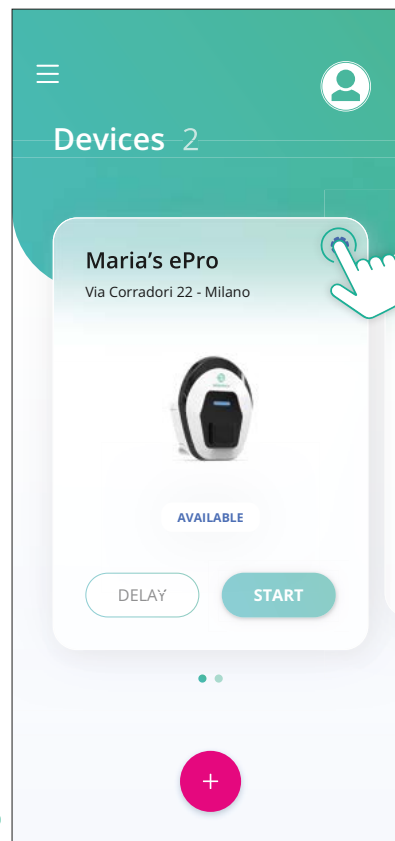 Devices 2
Maria's ePro
Via Corradori 22 - Milano
AVAILABLE
DELAY
START